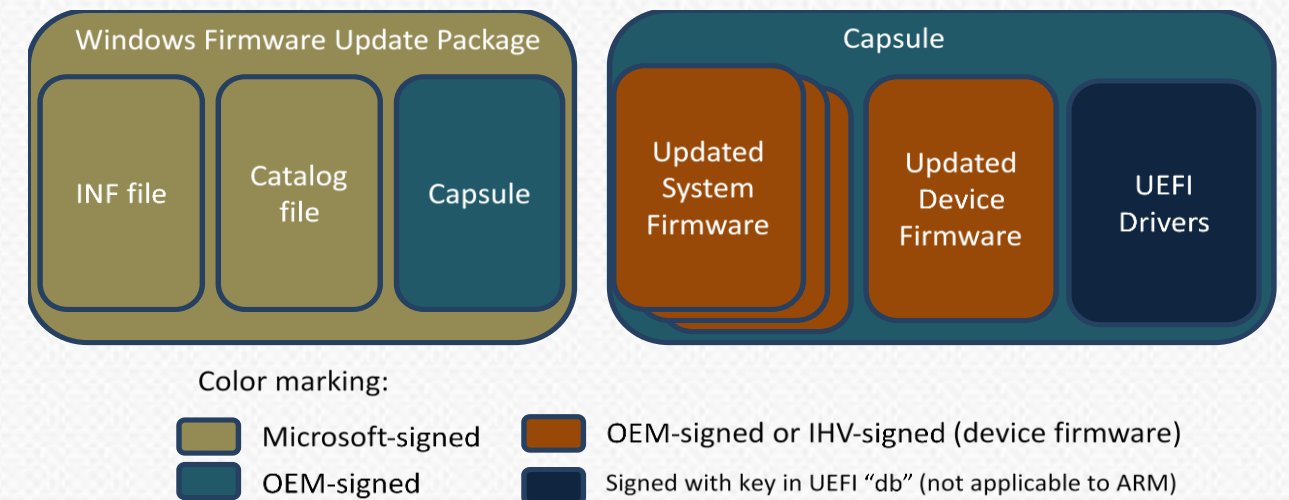 Windows Firmware Update Package
INF file
Catalog
file
Capsule
Capsule
Updated
System
Firmware
Updated
Device
Firmware
UEFI
Drivers
Color marking:
Microsoft-signed
OEM-signed
OEM-signed or IHV-signed (device firmware)
Signed with key in UEFI “db” (not applicable to ARM)